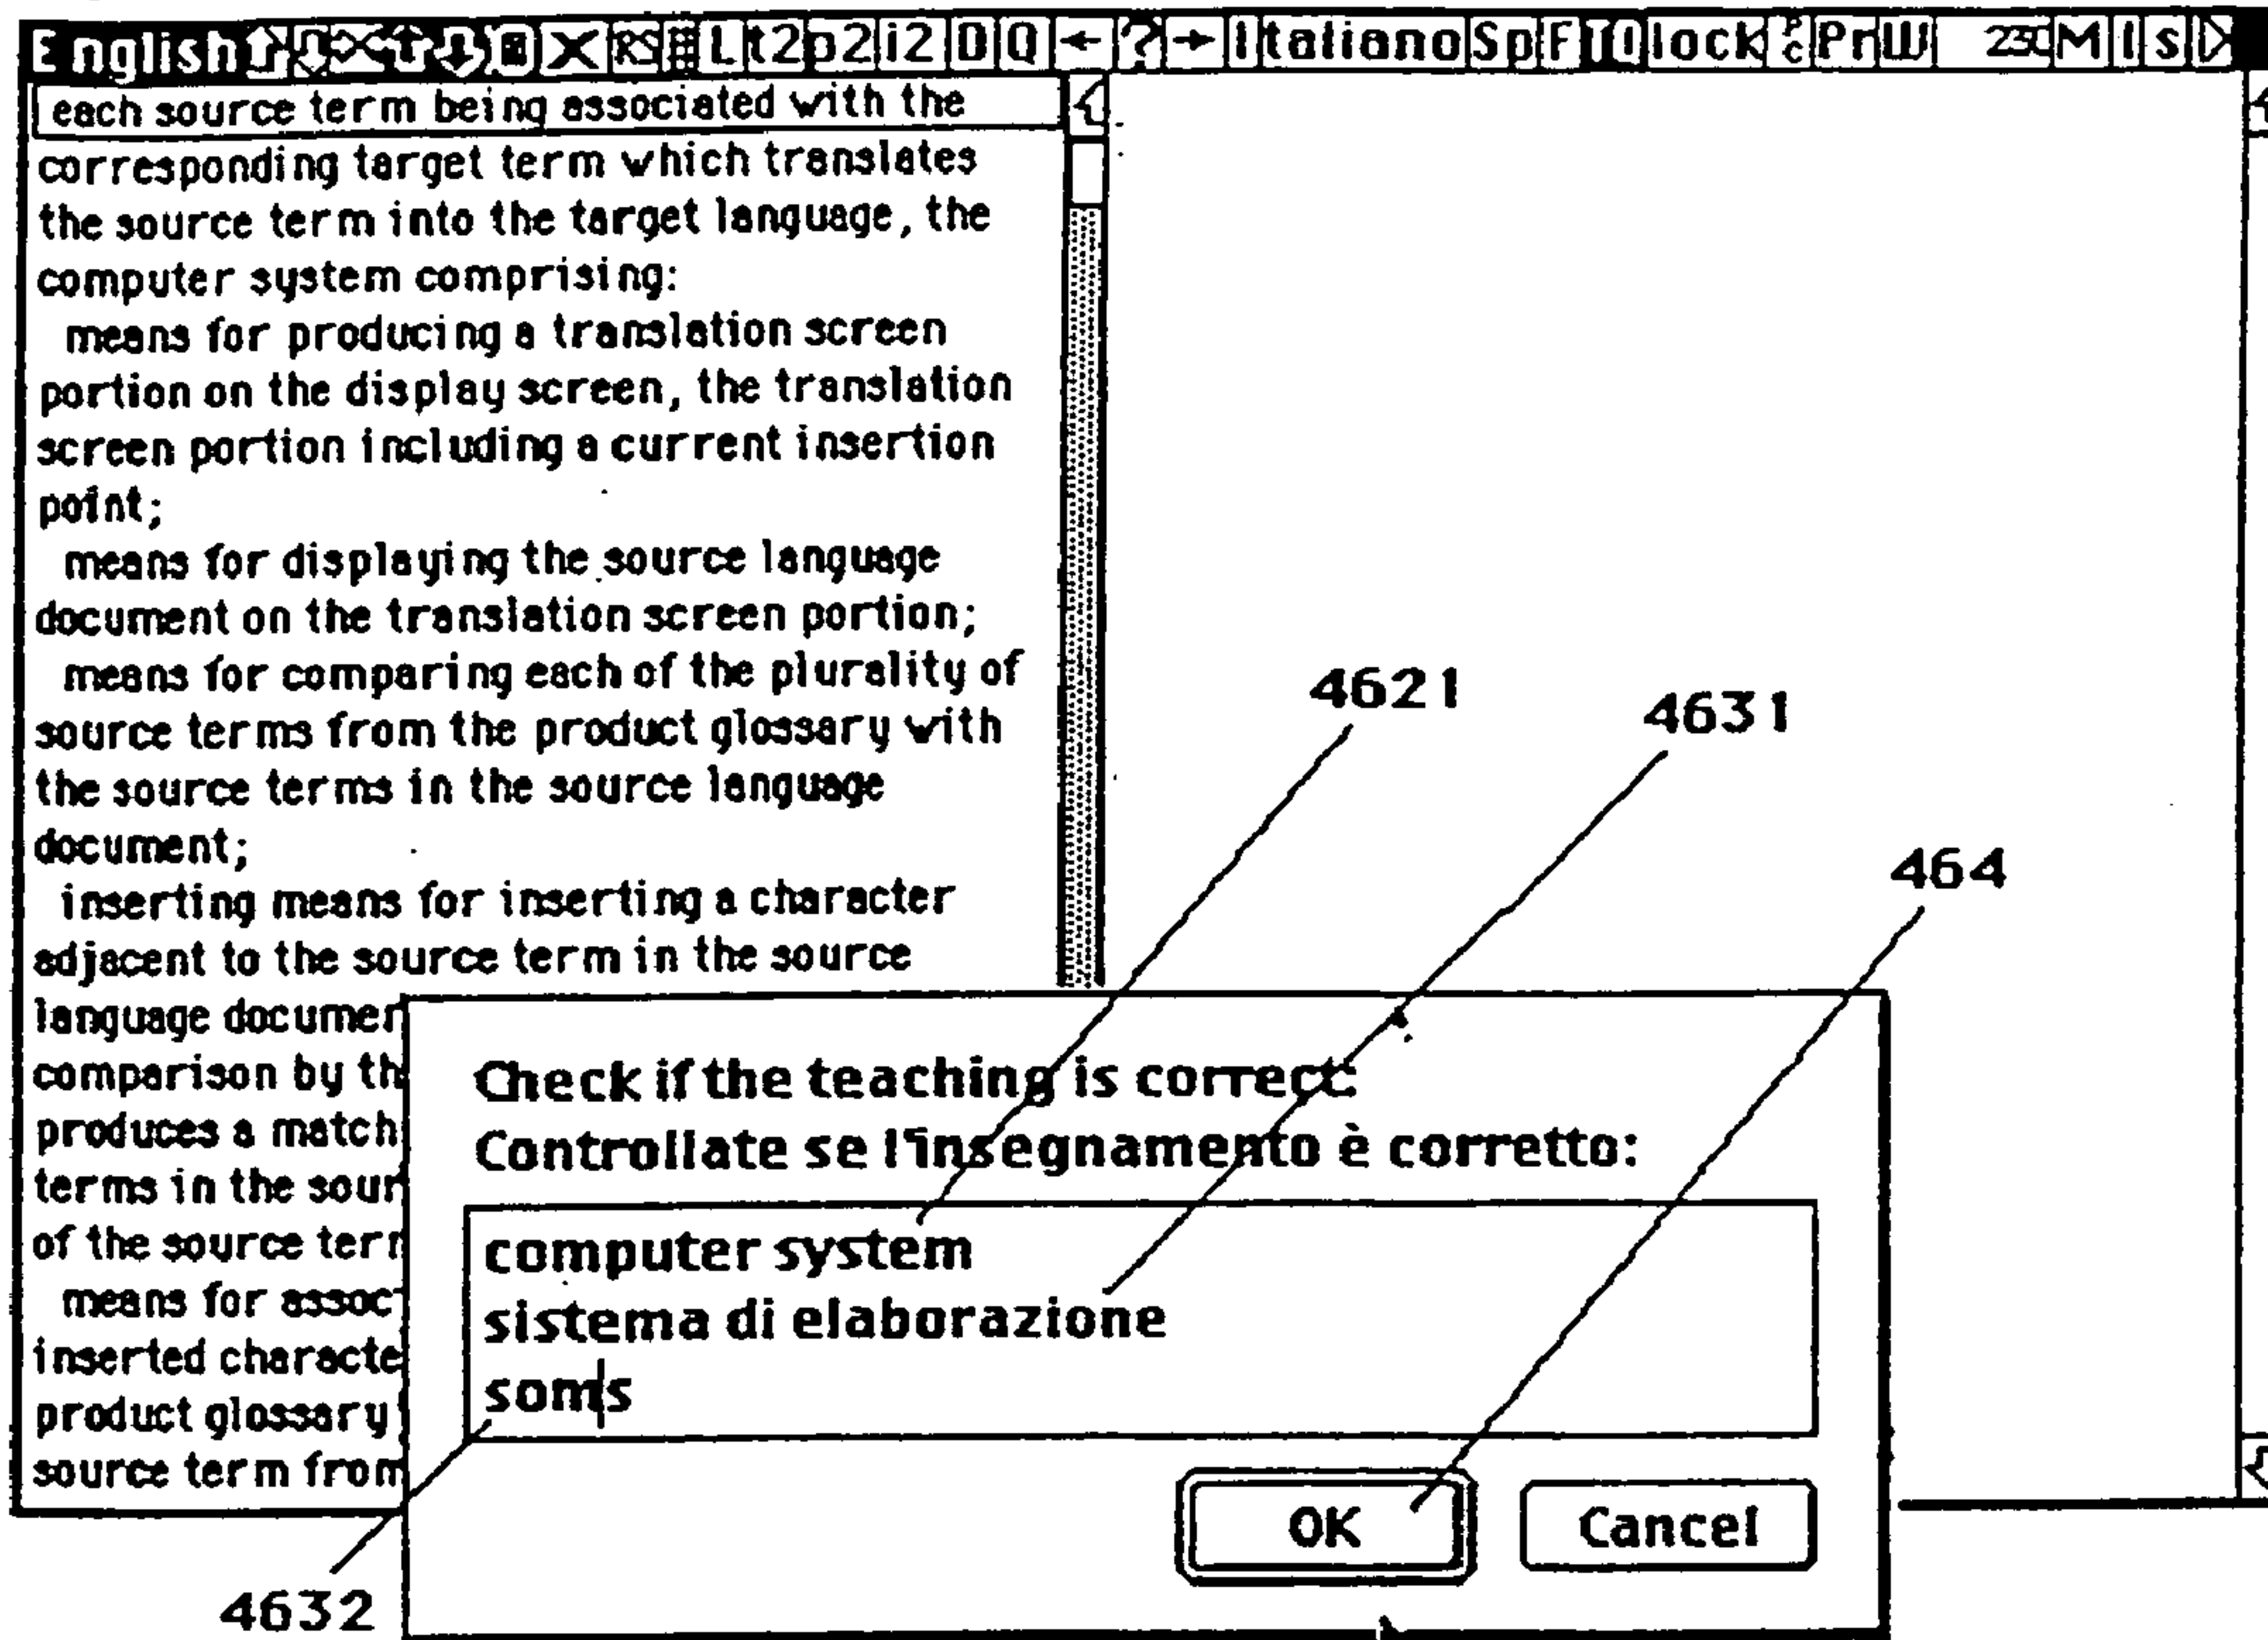 English X RS L t2 p2 i2 D Q ← ? → Italiano Sp F lock PrW M I s
each source term being associated with the
corresponding target term which translates
the source term into the target language, the
computer system comprising:
means for producing a translation screen
portion on the display screen, the translation
screen portion including a current insertion
point;
means for displaying the source language
document on the translation screen portion;
means for comparing each of the plurality of
source terms from the product glossary with
the source terms in the source language
document;
inserting means for inserting a character
adjacent to the source term in the source
language documen
comparison by th
produces a match
terms in the sour
of the source terr
means for assoc
inserted characte
product glossary
source term from
4621
4631
464
Check if the teaching is correct:
Controllate se l'insegnamento è corretto:
computer system
sistema di elaborazione
soms
OK
Cancel
4632